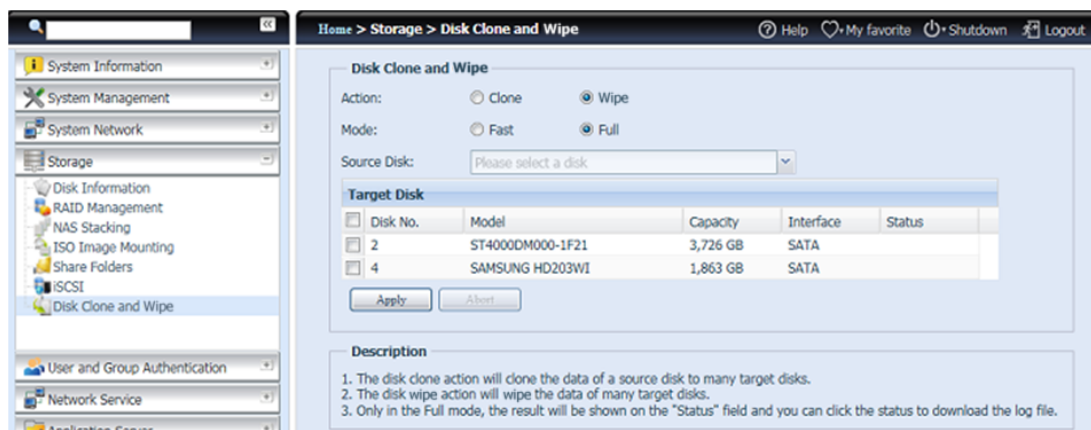 Home > Storage > Disk Clone and Wipe
Help My favorite Shutdown Logout
System Information
System Management
System Network
Storage
Disk Information
RAID Management
NAS Stacking
ISO Image Mounting
Share Folders
iSCSI
Disk Clone and Wipe
User and Group Authentication
Network Service
Application Server
Disk Clone and Wipe
Action: Clone Wipe
Mode: Fast Full
Source Disk: Please select a disk
Target Disk
Disk No. Model Capacity Interface Status
2 ST4000DM000-1F21 3,726 GB SATA
4 SAMSUNG HD203WI 1,863 GB SATA
Apply Abort
Description
1. The disk clone action will clone the data of a source disk to many target disks.
2. The disk wipe action will wipe the data of many target disks.
3. Only in the Full mode, the result will be shown on the "Status" field and you can click the status to download the log file.